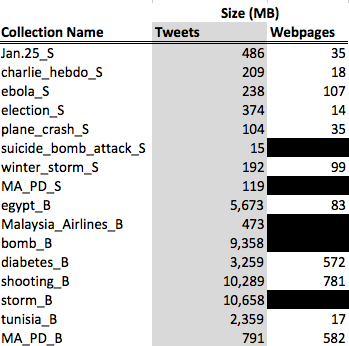 Size (MB)
Collection Name Tweets Webpages
Jan.25_S 486 35
charlie_hebdo_S 209 18
ebola_S 238 107
election_S 374 14
plane_crash_S 104 35
suicide_bomb_attack_S 15
winter_storm_S 192 99
MA_PD_S 119
egypt_B 5,673 83
Malaysia_Airlines_B 473
bomb_B 9,358
diabetes_B 3,259 572
shooting_B 10,289 781
storm_B 10,658
tunisia_B 2,359 17
MA_PD_B 791 582